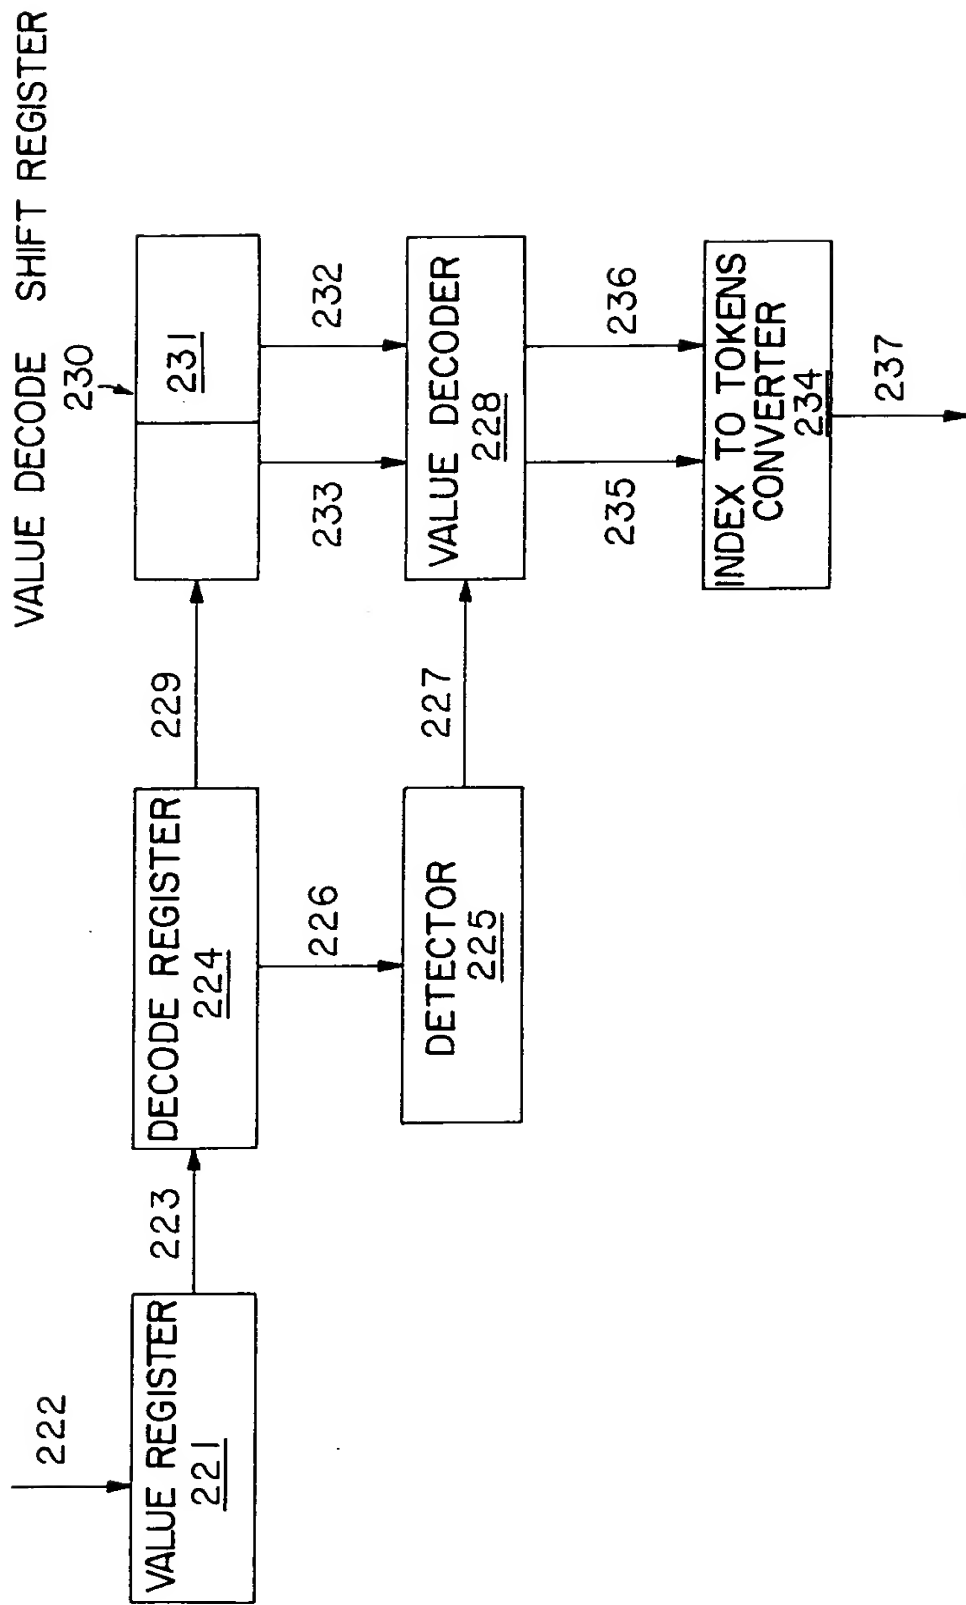 VALUE DECODE SHIFT REGISTER
222
VALUE REGISTER
221
223
DECODE REGISTER
224
229
230
231
226
233
232
DETECTOR
225
227
VALUE DECODER
228
235
236
INDEX TO TOKENS
CONVERTER
234
237